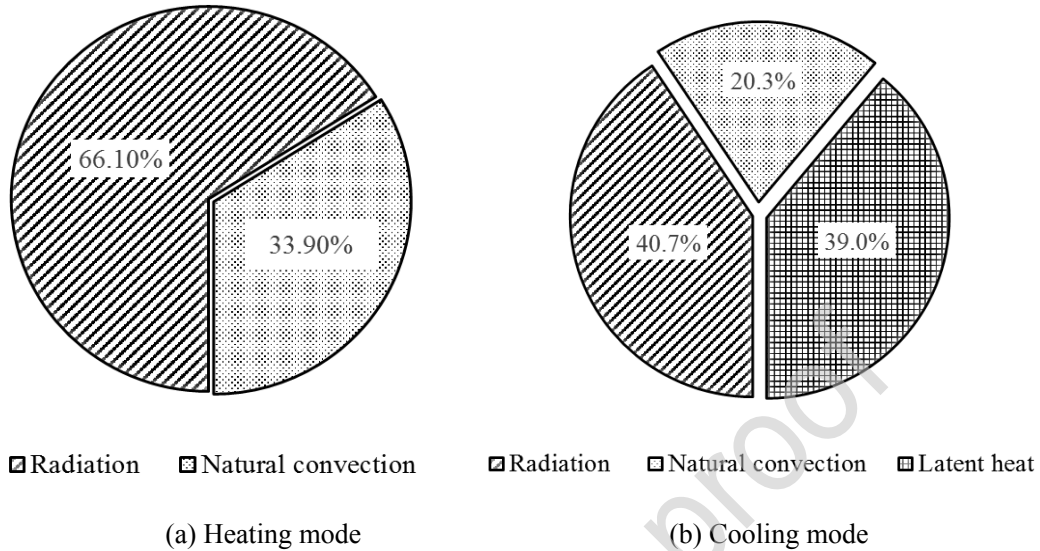 66.10%
33.90%
20.3%
40.7%
39.0%
Radiation Natural convection
Radiation Natural convection Latent heat
(a) Heating mode
(b) Cooling mode
proof